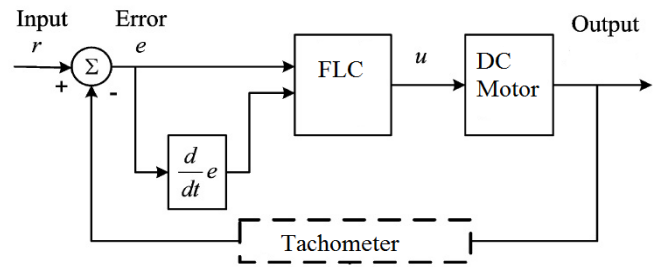 Input
r
Error
e
Σ
+
-
FLC
u
DC
Motor
Output
d
dt
e
Tachometer